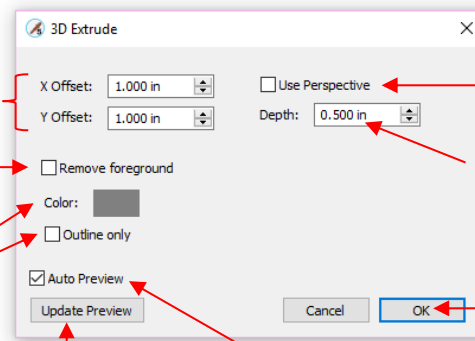 3D Extrude
X Offset: 1.000 in
Use Perspective
Y Offset: 1.000 in
Depth: 0.500 in
Remove foreground
Color:
Outline only
Auto Preview
Update Preview
Cancel
OK